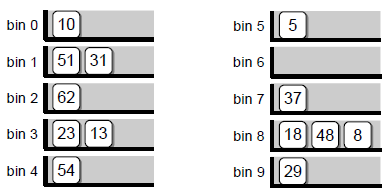 bin 0 10
bin 1 51 31
bin 2 62
bin 3 23 13
bin 4 54
bin 5 5
bin 6
bin 7 37
bin 8 18 48 8
bin 9 29